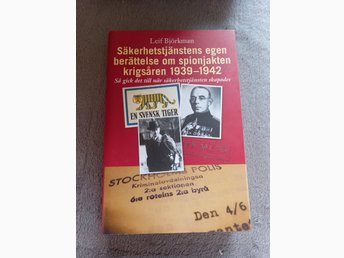 Leif Björkman
Säkerhetstjänstens egen
berättelse om spionjakten
krigsåren 1939–1942
Så gick det till när säkerhetstjänsten skapades
EN SVENSK TIGER
STOCKHOLMS POLIS
Kriminalavdelningen
2:a sektionen
6:e roteins 2:a byrå
Den 4/6